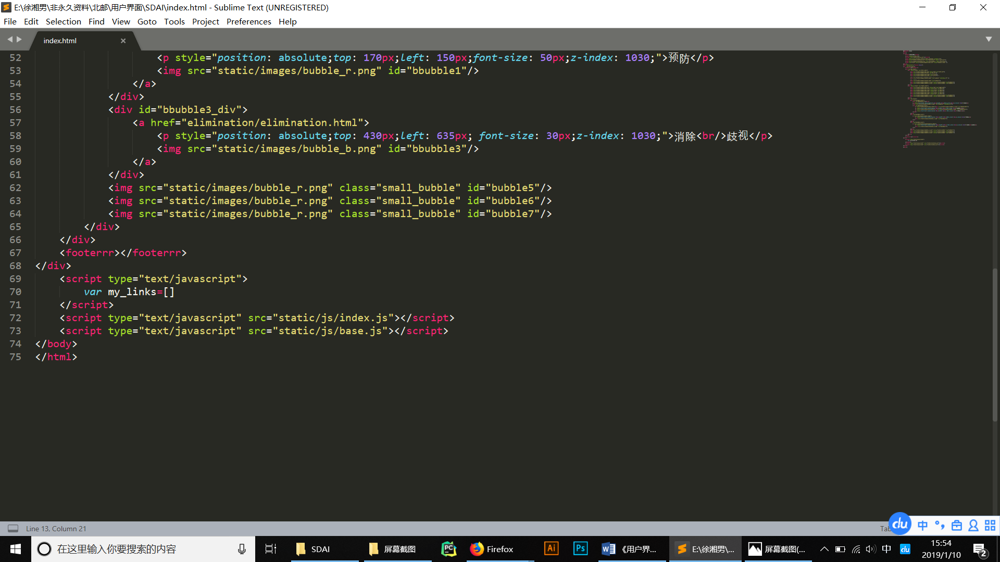 E:\徐湘男\非永久资料\北邮\用户界面\SDAI\index.html - Sublime Text (UNREGISTERED)
File Edit Selection Find View Goto Tools Project Preferences Help
index.html
52 <p style="position: absolute;top: 170px;left: 150px;font-size: 50px;z-index: 1030;">预防</p>
53 <img src="static/images/bubble_r.png" id="bbubble1"/>
54 </a>
55 </div>
56 <div id="bbubble3_div">
57 <a href="elimination/elimination.html">
58 <p style="position: absolute;top: 430px;left: 635px; font-size: 30px;z-index: 1030;">消除<br/>歧视</p>
59 <img src="static/images/bubble_b.png" id="bbubble3"/>
60 </a>
61 </div>
62 <img src="static/images/bubble_r.png" class="small_bubble" id="bubble5"/>
63 <img src="static/images/bubble_r.png" class="small_bubble" id="bubble6"/>
64 <img src="static/images/bubble_r.png" class="small_bubble" id="bubble7"/>
65 </div>
66 </div>
67 <footerrr></footerrr>
68 </div>
69 <script type="text/javascript">
70 var my_links=[]
71 </script>
72 <script type="text/javascript" src="static/js/index.js"></script>
73 <script type="text/javascript" src="static/js/base.js"></script>
74 </body>
75 </html>
Line 13, Column 21
du 中
在这里输入你要搜索的内容
SDAI
屏幕截图
PC
Firefox
Ai
Ps
《用户界...
E:\徐湘男\...
屏幕截图(...
中
du
15:54
2019/1/10
2